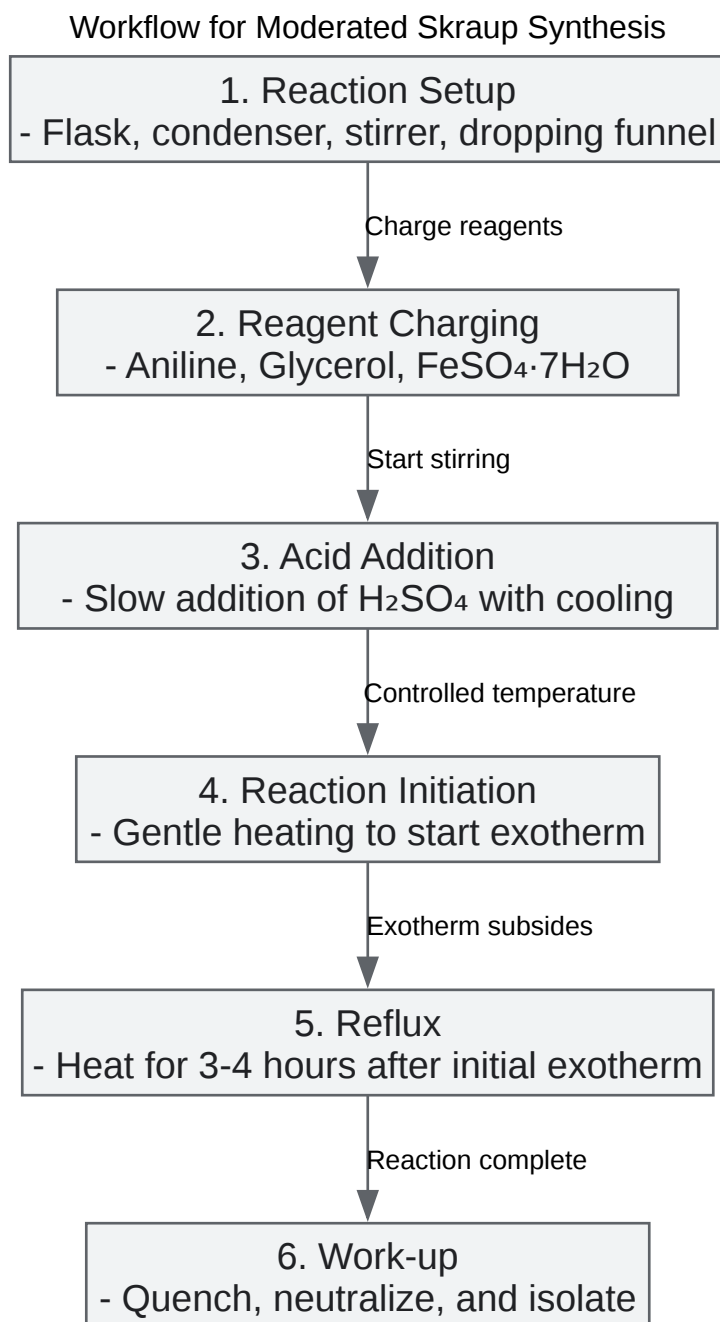 Workflow for Moderated Skraup Synthesis
1. Reaction Setup
- Flask, condenser, stirrer, dropping funnel
Charge reagents
2. Reagent Charging
- Aniline, Glycerol, FeSO₄·7H₂O
Start stirring
3. Acid Addition
- Slow addition of H₂SO₄ with cooling
Controlled temperature
4. Reaction Initiation
- Gentle heating to start exotherm
Exotherm subsides
5. Reflux
- Heat for 3-4 hours after initial exotherm
Reaction complete
6. Work-up
- Quench, neutralize, and isolate